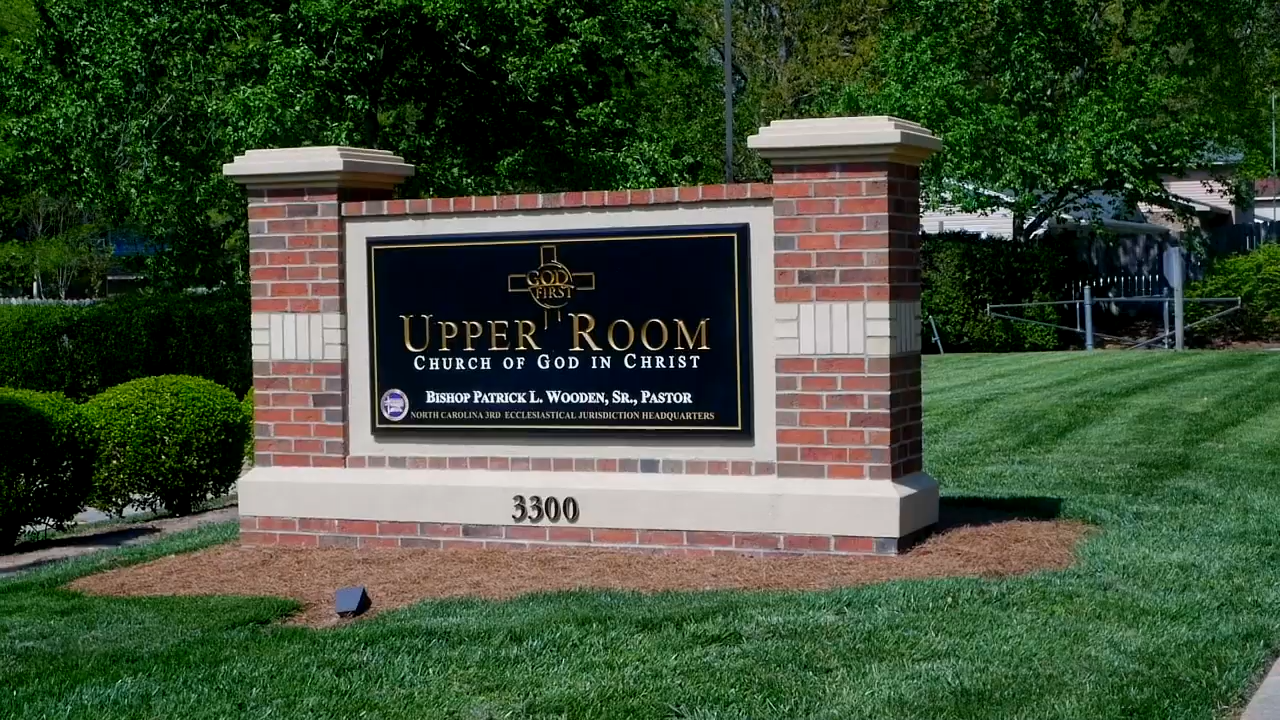 GOD
FIRST
UPPER ROOM
CHURCH OF GOD IN CHRIST
BISHOP PATRICK L. WOODEN, SR., PASTOR
NORTH CAROLINA 3RD ECCLESIASTICAL JURISDICTION HEADQUARTERS
3300